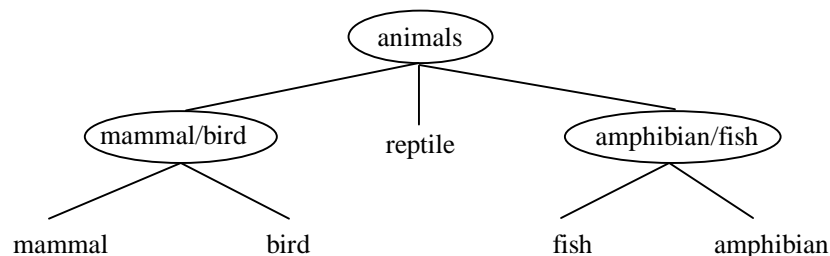 animals
mammal/bird
reptile
amphibian/fish
mammal
bird
fish
amphibian